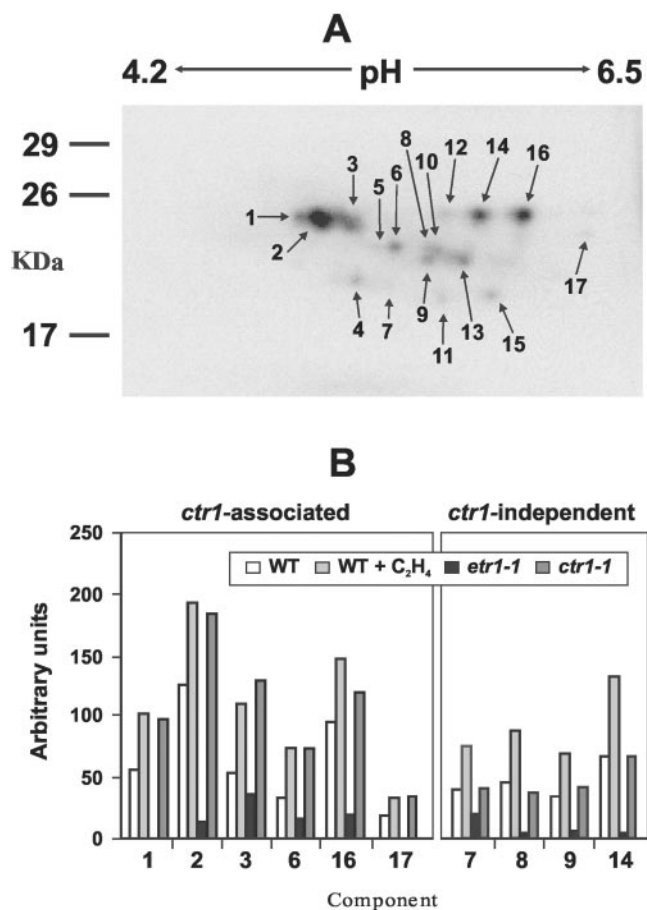 A
4.2 pH 6.5
29
26
KDa
17
1 2 3 4 5 6 7 8 9 10 11 12 13 14 15 16 17
B
ctr1-associated ctr1-independent
WT WT + C₂H₄ etr1-1 ctr1-1
Arbitrary units
250
200
150
100
50
0
1 2 3 6 16 17 7 8 9 14
Component